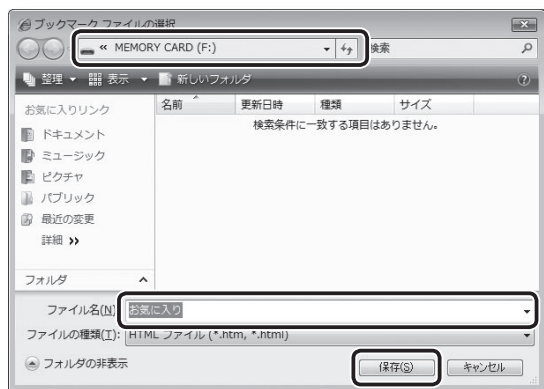 ブックマーク ファイルの選択
« MEMORY CARD (F:)
検索
整理 表示 新しいフォルダ
お気に入りリンク
ドキュメント
ミュージック
ピクチャ
パブリック
最近の変更
詳細 »
フォルダ
名前 更新日時 種類 サイズ
検索条件に一致する項目はありません。
ファイル名(N): お気に入り
ファイルの種類(T): HTML ファイル (*.htm, *.html)
フォルダの非表示 保存(S) キャンセル